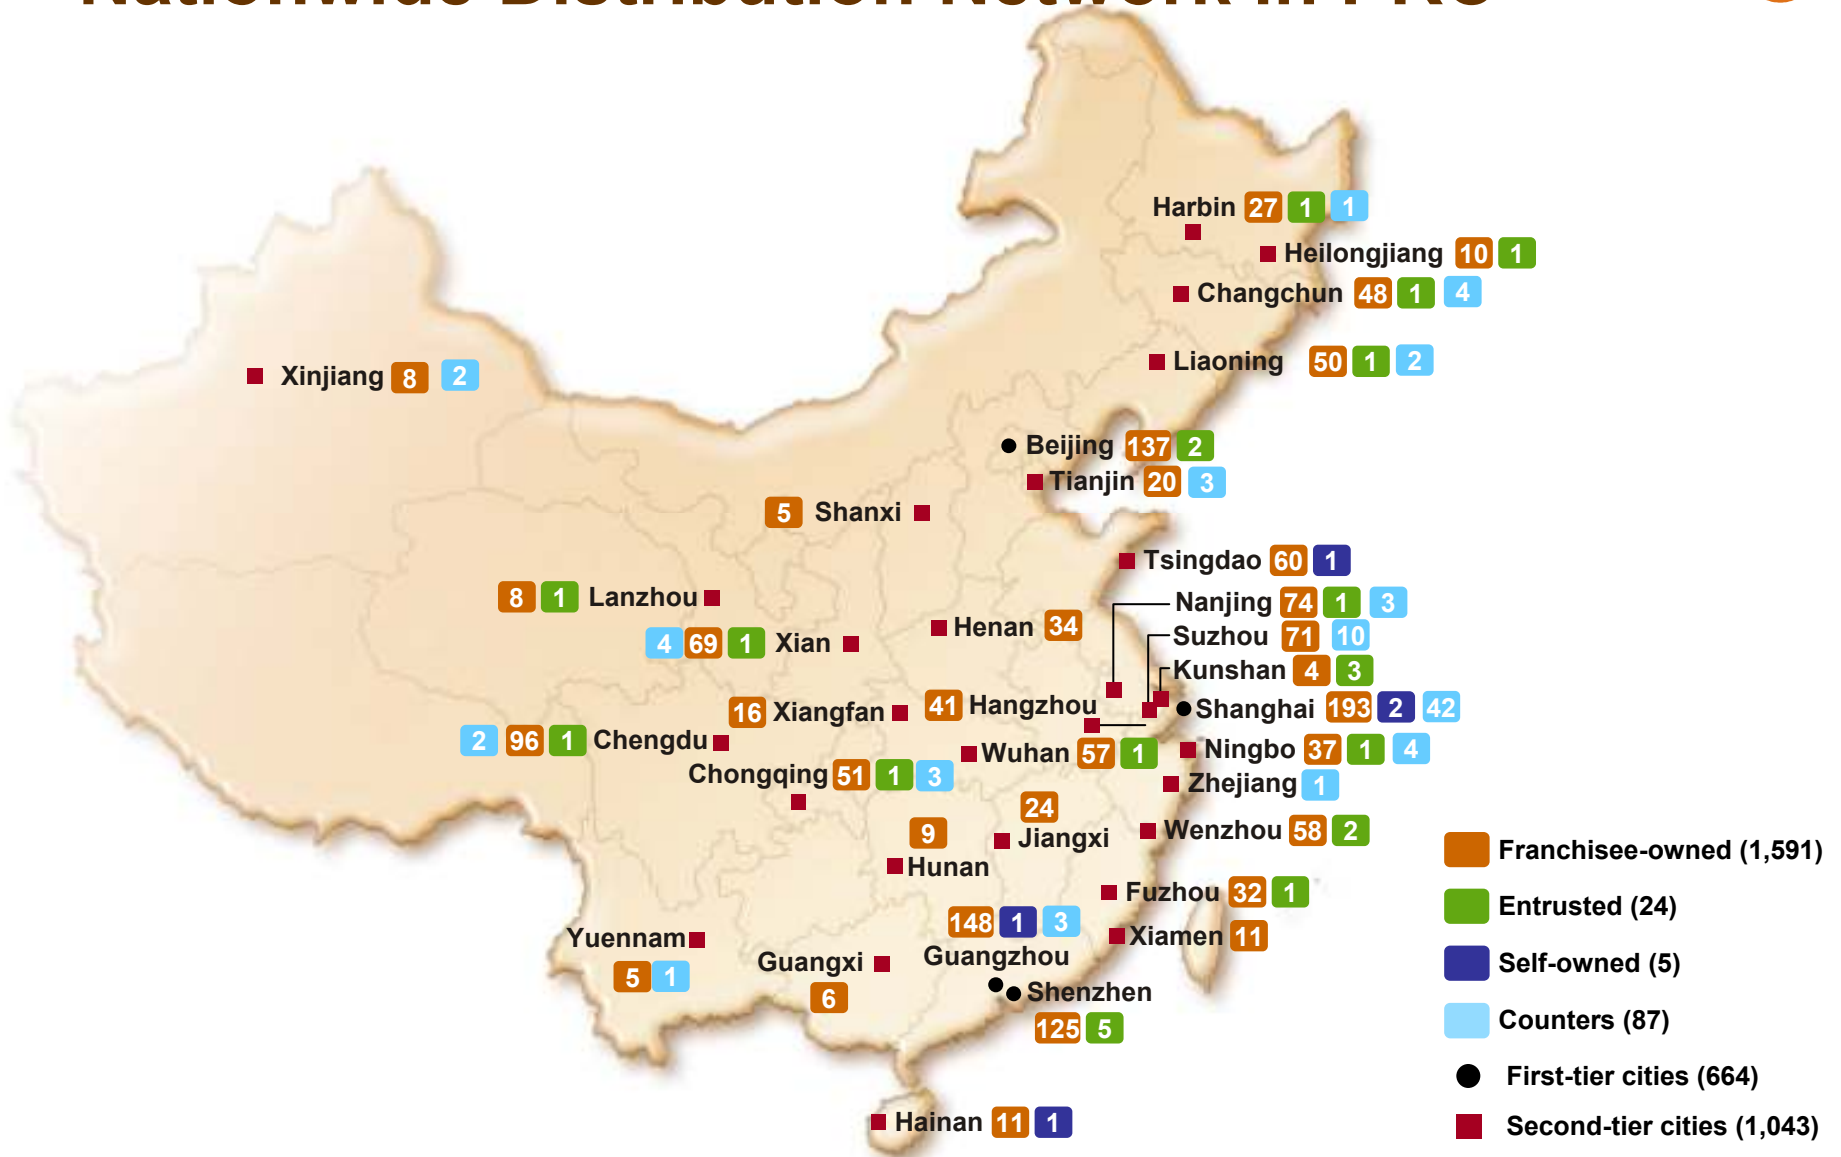 Nationwide Distribution Network in PRC
Harbin 27 1 1
Heilongjiang 10 1
Changchun 48 1 4
Liaoning 50 1 2
Xinjiang 8 2
Beijing 137 2
Tianjin 20 3
5 Shanxi
Tsingdao 60 1
8 1 Lanzhou
Nanjing 74 1 3
Henan 34
Suzhou 71 10
4 69 1 Xian
Kunshan 4 3
16 Xiangfan
41 Hangzhou
Shanghai 193 2 42
2 96 1 Chengdu
Wuhan 57 1
Ningbo 37 1 4
Chongqing 51 1 3
Zhejiang 1
24
Jiangxi
Wenzhou 58 2
9
Hunan
Fuzhou 32 1
148 1 3
Guangzhou
Xiamen 11
Yuennam
5 1
Guangxi
6
Shenzhen
125 5
Hainan 11 1
Franchisee-owned (1,591)
Entrusted (24)
Self-owned (5)
Counters (87)
First-tier cities (664)
Second-tier cities (1,043)